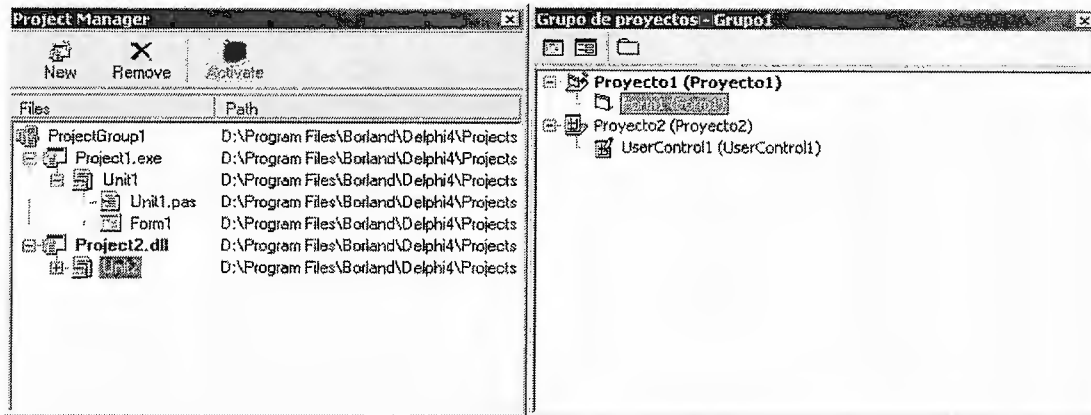 Project Manager
New Remove Activate
Files Path
ProjectGroup1 D:\Program Files\Borland\Delphi4\Projects
Project1.exe D:\Program Files\Borland\Delphi4\Projects
Unit1 D:\Program Files\Borland\Delphi4\Projects
Unit1.pas D:\Program Files\Borland\Delphi4\Projects
Form1 D:\Program Files\Borland\Delphi4\Projects
Project2.dll D:\Program Files\Borland\Delphi4\Projects
Unit2 D:\Program Files\Borland\Delphi4\Projects
Grupo de proyectos - Grupo1
Proyecto1 (Proyecto1)
Proyecto2 (Proyecto2)
UserControl1 (UserControl1)